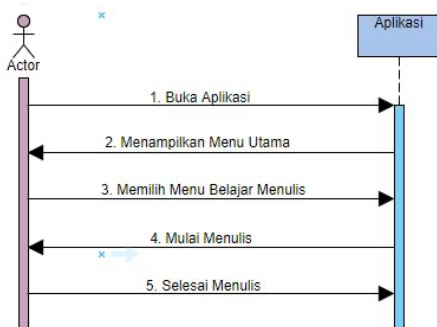 Aplikasi
Actor
1. Buka Aplikasi
2. Menampilkan Menu Utama
3. Memilih Menu Belajar Menulis
4. Mulai Menulis
5. Selesai Menulis